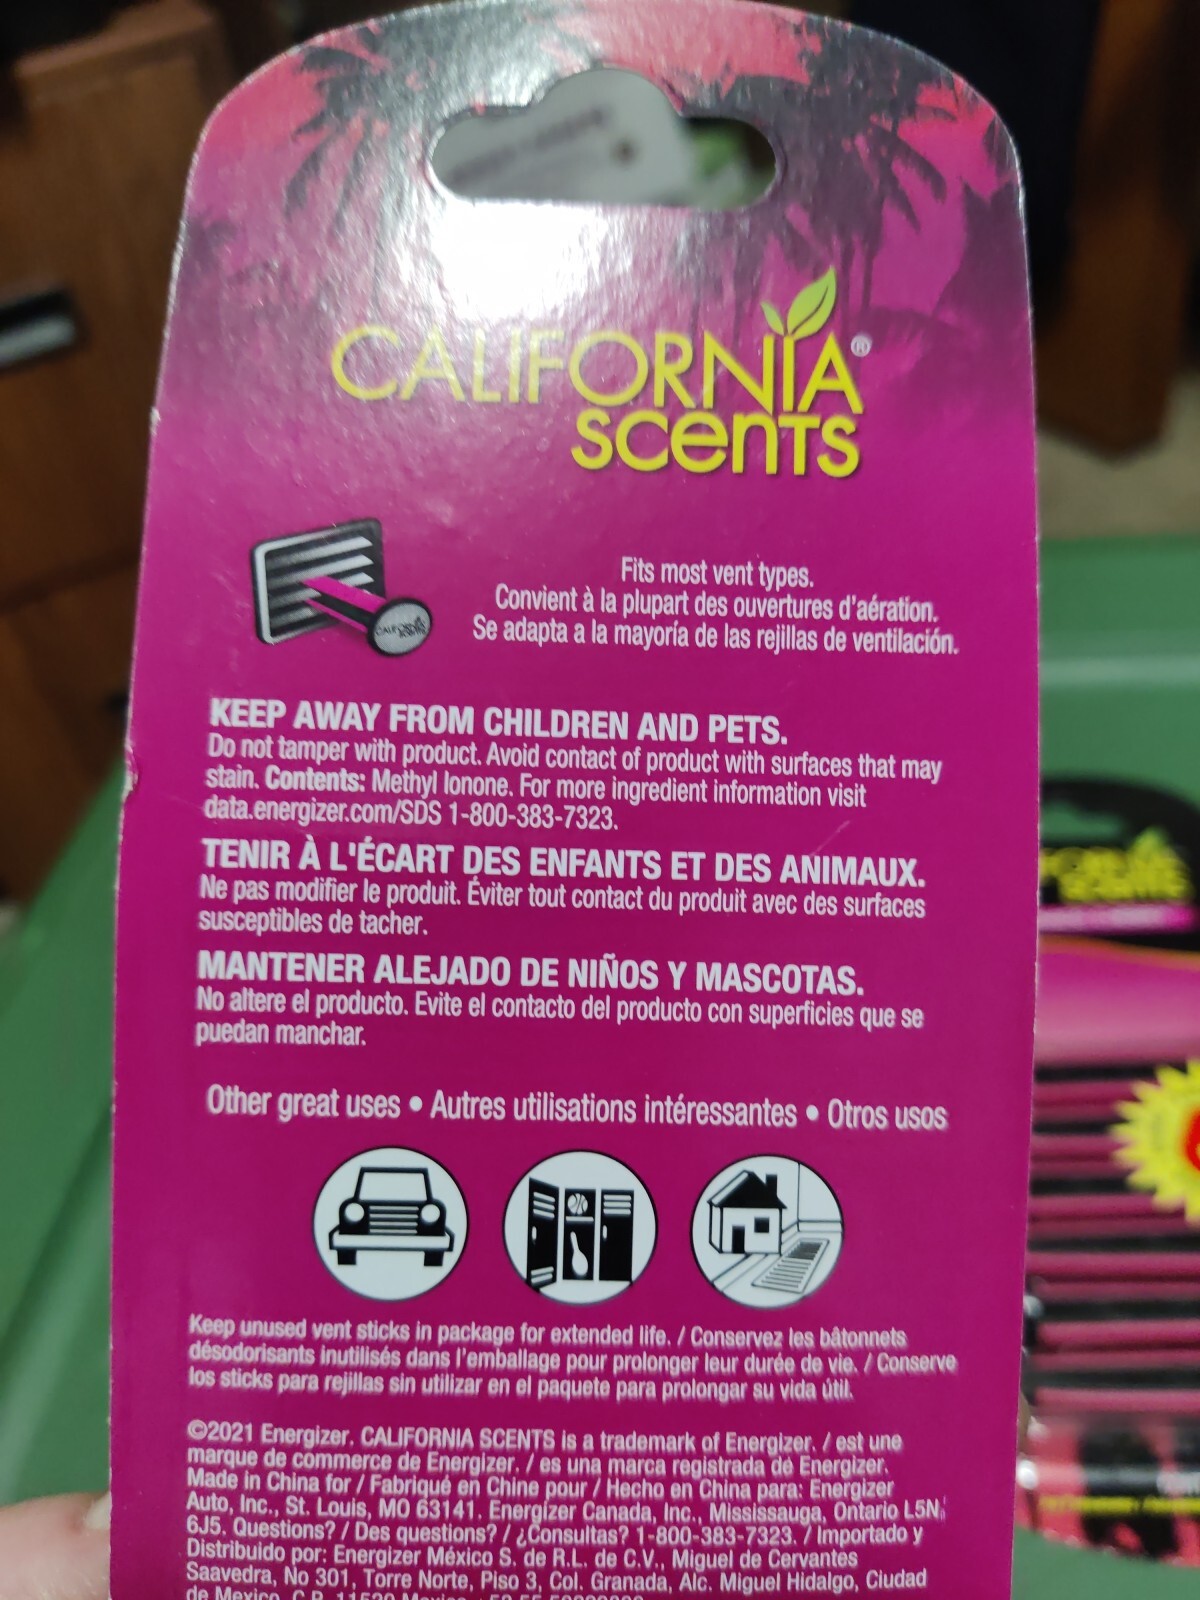 CALIFORNIA®
scents
CALIFORNIA
SCENTS
Fits most vent types.
Convient à la plupart des ouvertures d'aération.
Se adapta a la mayoría de las rejillas de ventilación.
KEEP AWAY FROM CHILDREN AND PETS.
Do not tamper with product. Avoid contact of product with surfaces that may
stain. Contents: Methyl Ionone. For more ingredient information visit
data.energizer.com/SDS 1-800-383-7323.
TENIR À L'ÉCART DES ENFANTS ET DES ANIMAUX.
Ne pas modifier le produit. Éviter tout contact du produit avec des surfaces
susceptibles de tacher.
MANTENER ALEJADO DE NIÑOS Y MASCOTAS.
No altere el producto. Evite el contacto del producto con superficies que se
puedan manchar.
Other great uses • Autres utilisations intéressantes • Otros usos
Keep unused vent sticks in package for extended life. / Conservez les bâtonnets
désodorisants inutilisés dans l'emballage pour prolonger leur durée de vie. / Conserve
los sticks para rejillas sin utilizar en el paquete para prolongar su vida útil.
©2021 Energizer. CALIFORNIA SCENTS is a trademark of Energizer. / est une
marque de commerce de Energizer. / es una marca registrada de Energizer.
Made in China for / Fabriqué en Chine pour / Hecho en China para: Energizer
Auto, Inc., St. Louis, MO 63141. Energizer Canada, Inc., Mississauga, Ontario L5N
6J5. Questions? / Des questions? / ¿Consultas? 1-800-383-7323. / Importado y
Distribuido por: Energizer México S. de R.L. de C.V., Miguel de Cervantes
Saavedra, No 301, Torre Norte, Piso 3, Col. Granada, Alc. Miguel Hidalgo, Ciudad
de Mexico, C.P. 11520